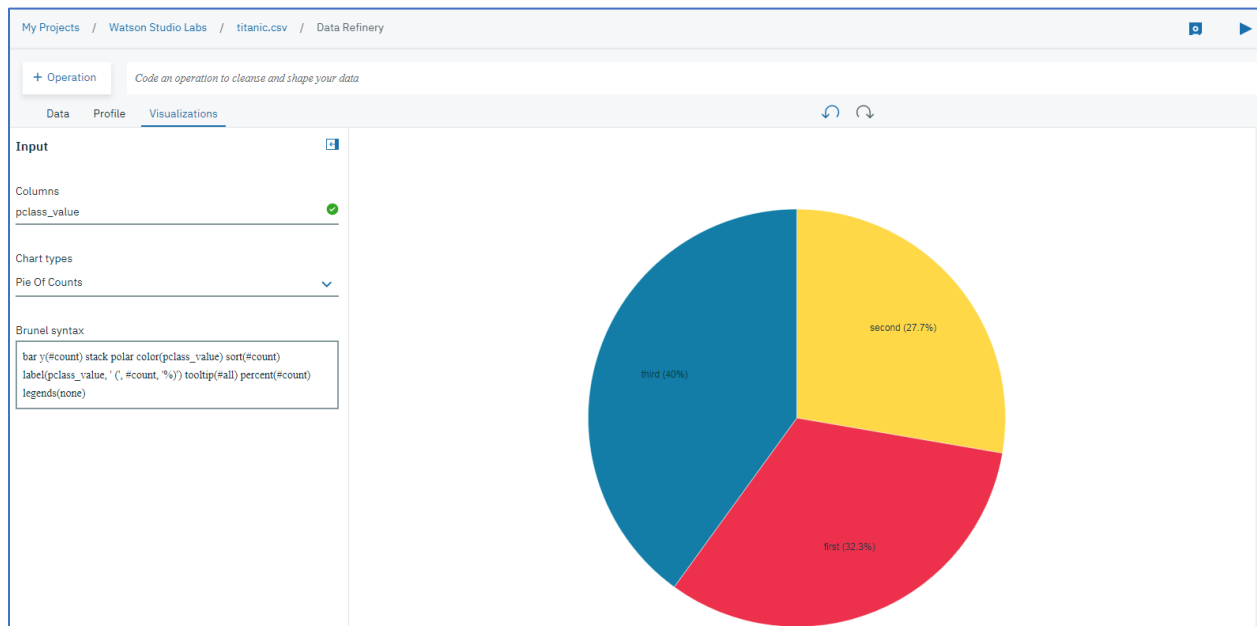 My Projects / Watson Studio Labs / titanic.csv / Data Refinery
+ Operation Code an operation to cleanse and shape your data
Data Profile Visualizations
Input
Columns
pclass_value
Chart types
Pie Of Counts
Brunel syntax
bar y(#count) stack polar color(pclass_value) sort(#count)
label(pclass_value, ' (', #count, '%)') tooltip(#all) percent(#count)
legends(none)
second (27.7%)
third (40%)
first (32.3%)